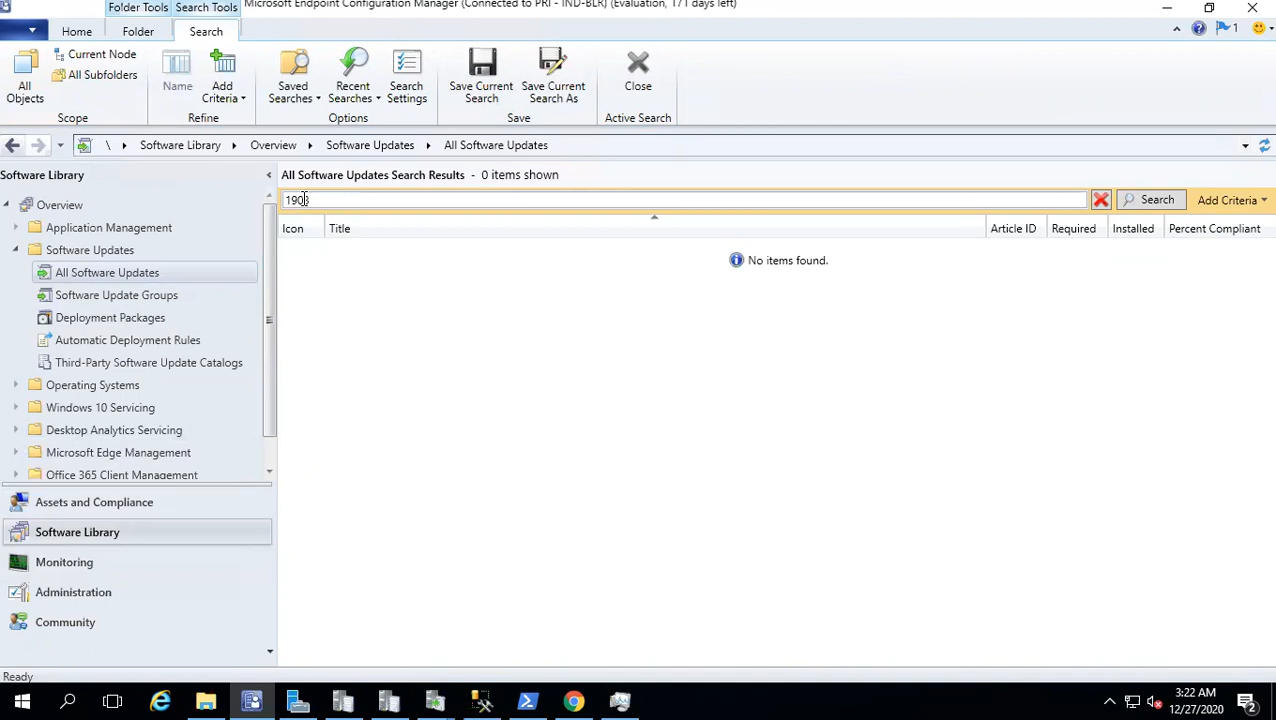 Folder Tools Search Tools Microsoft Endpoint Configuration Manager (Connected to PRI - IND-BLR) (Evaluation, 171 days left)
Home Folder Search 1
All Objects
Current Node
All Subfolders
Scope
Name
Add Criteria
Refine
Saved Searches
Recent Searches
Search Settings
Options
Save Current Search
Save Current Search As
Save
Close
Active Search
\ Software Library Overview Software Updates All Software Updates
Software Library
Overview
Application Management
Software Updates
All Software Updates
Software Update Groups
Deployment Packages
Automatic Deployment Rules
Third-Party Software Update Catalogs
Operating Systems
Windows 10 Servicing
Desktop Analytics Servicing
Microsoft Edge Management
Office 365 Client Management
Assets and Compliance
Software Library
Monitoring
Administration
Community
All Software Updates Search Results - 0 items shown
Search Add Criteria
Icon Title Article ID Required Installed Percent Compliant
No items found.
Ready
3:22 AM
12/27/2020
2